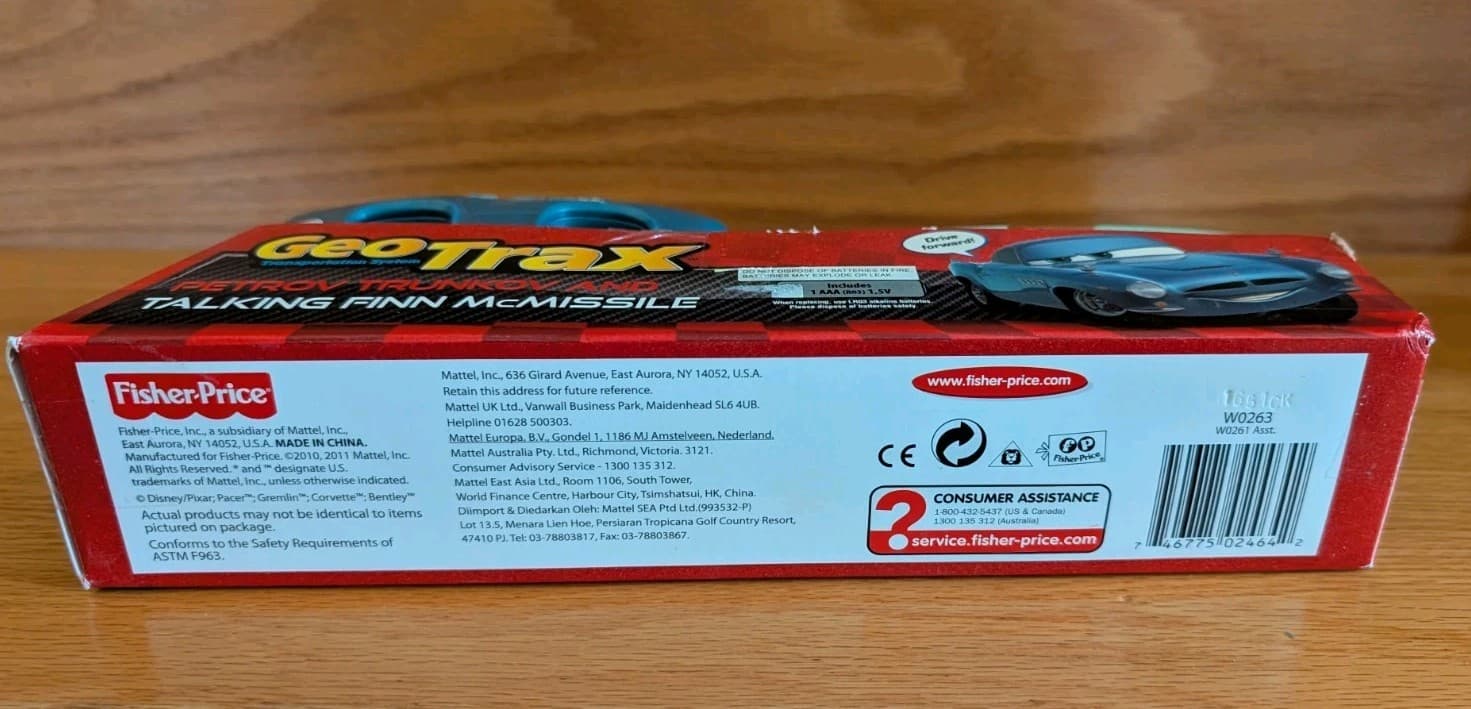 GeoTrax
Transportation System
PETROV TRUNKOV AND
TALKING FINN McMISSILE
DO NOT DISPOSE OF BATTERIES IN FIRE.
BATTERIES MAY EXPLODE OR LEAK.
Includes
1 AAA (R03) 1.5V
When replacing, use LR03 alkaline batteries.
Please dispose of batteries safely.
Drive
forward!
Fisher-Price®
Fisher-Price, Inc., a subsidiary of Mattel, Inc.,
East Aurora, NY 14052, U.S.A. MADE IN CHINA.
Manufactured for Fisher-Price. ©2010, 2011 Mattel, Inc.
All Rights Reserved. ® and ™ designate U.S.
trademarks of Mattel, Inc., unless otherwise indicated.
© Disney/Pixar; Pacer™; Gremlin™; Corvette™; Bentley™
Actual products may not be identical to items
pictured on package.
Conforms to the Safety Requirements of
ASTM F963.
Mattel, Inc., 636 Girard Avenue, East Aurora, NY 14052, U.S.A.
Retain this address for future reference.
Mattel UK Ltd., Vanwall Business Park, Maidenhead SL6 4UB.
Helpline 01628 500303.
Mattel Europa, B.V., Gondel 1, 1186 MJ Amstelveen, Nederland.
Mattel Australia Pty. Ltd., Richmond, Victoria. 3121.
Consumer Advisory Service - 1300 135 312.
Mattel East Asia Ltd., Room 1106, South Tower,
World Finance Centre, Harbour City, Tsimshatsui, HK, China.
Diimport & Diedarkan Oleh: Mattel SEA Ptd Ltd.(993532-P)
Lot 13.5, Menara Lien Hoe, Persiaran Tropicana Golf Country Resort,
47410 PJ. Tel: 03-78803817, Fax: 03-78803867.
www.fisher-price.com
CE
Fisher-Price
? CONSUMER ASSISTANCE
1-800-432-5437 (US & Canada)
1300 135 312 (Australia)
service.fisher-price.com
W0263
W0261 Asst.
7 46775 02464 2